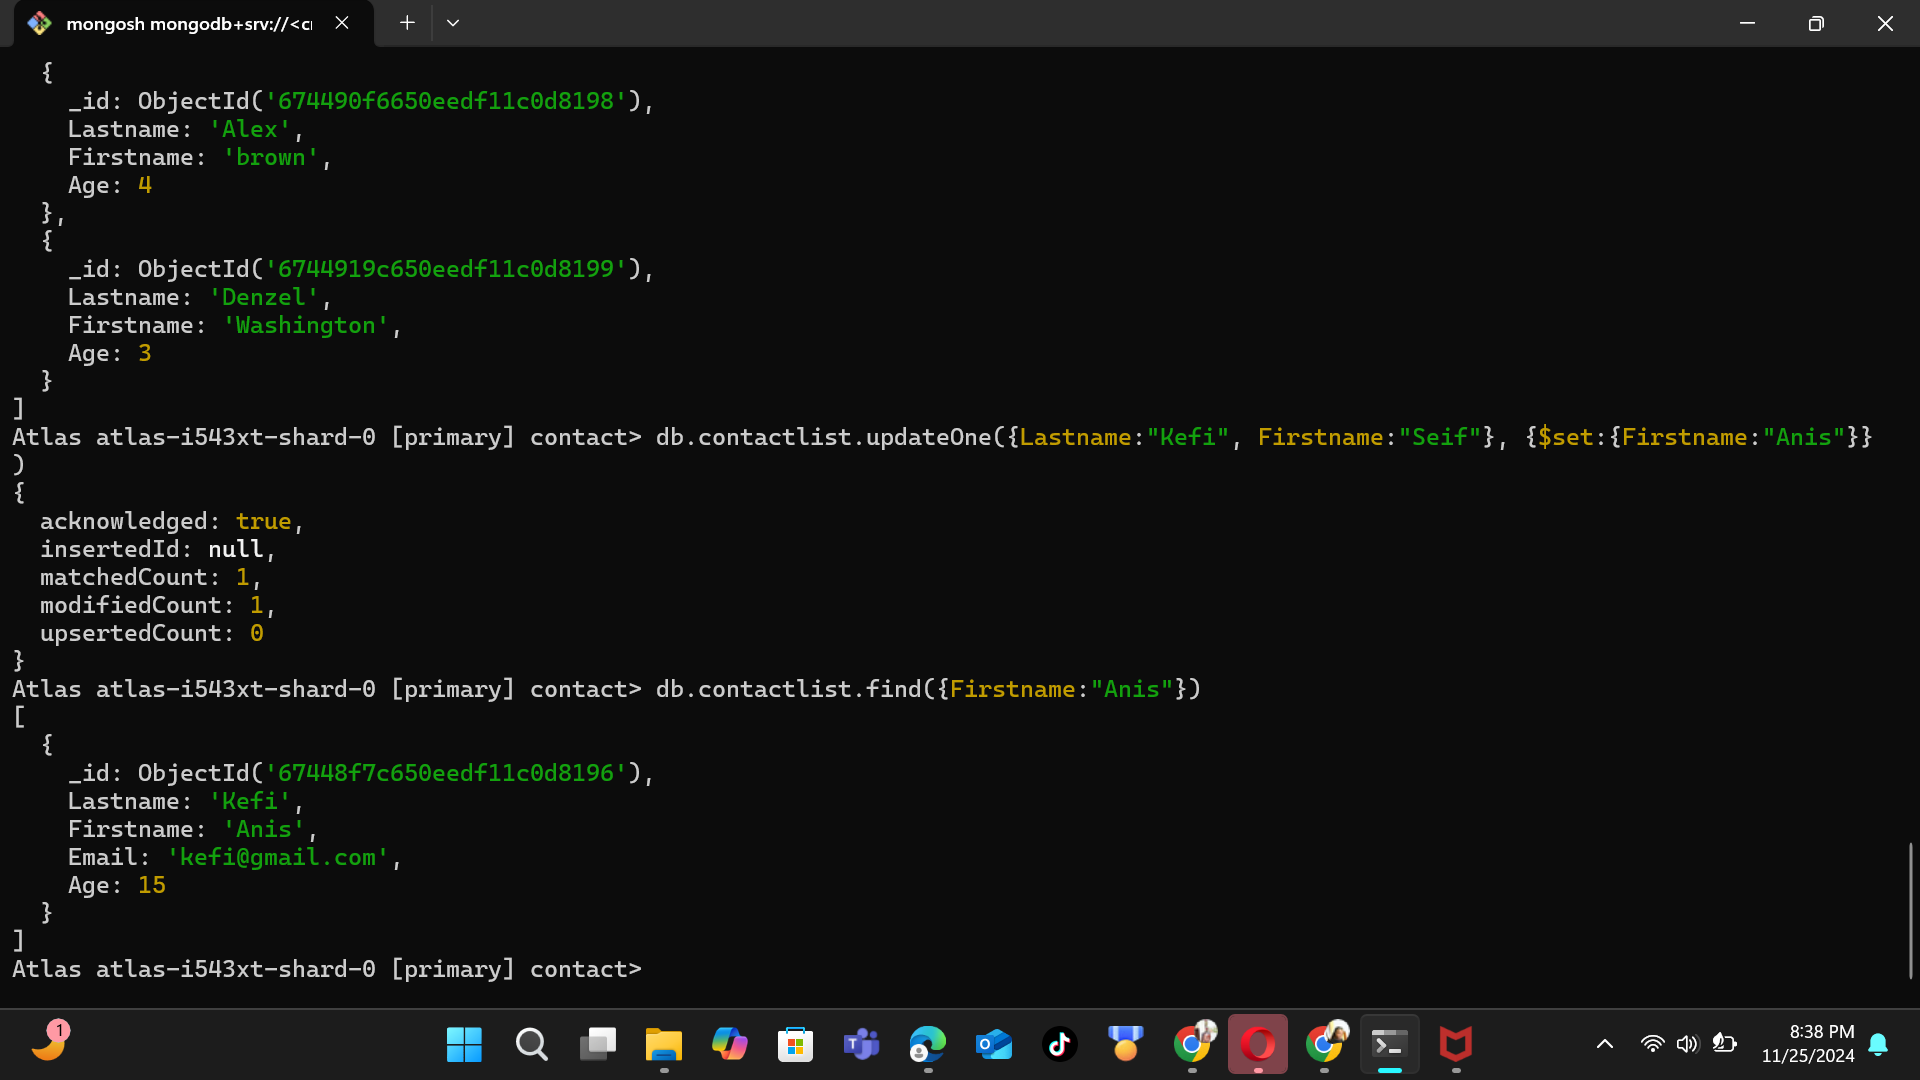 mongosh mongodb+srv://<cr
{
_id: ObjectId('674490f6650eedf11c0d8198'),
Lastname: 'Alex',
Firstname: 'brown',
Age: 4
},
{
_id: ObjectId('6744919c650eedf11c0d8199'),
Lastname: 'Denzel',
Firstname: 'Washington',
Age: 3
}
]
Atlas atlas-i543xt-shard-0 [primary] contact> db.contactlist.updateOne({Lastname:"Kefi", Firstname:"Seif"}, {$set:{Firstname:"Anis"}}
)
{
acknowledged: true,
insertedId: null,
matchedCount: 1,
modifiedCount: 1,
upsertedCount: 0
}
Atlas atlas-i543xt-shard-0 [primary] contact> db.contactlist.find({Firstname:"Anis"})
[
{
_id: ObjectId('67448f7c650eedf11c0d8196'),
Lastname: 'Kefi',
Firstname: 'Anis',
Email: 'kefi@gmail.com',
Age: 15
}
]
Atlas atlas-i543xt-shard-0 [primary] contact>
1
8:38 PM
11/25/2024